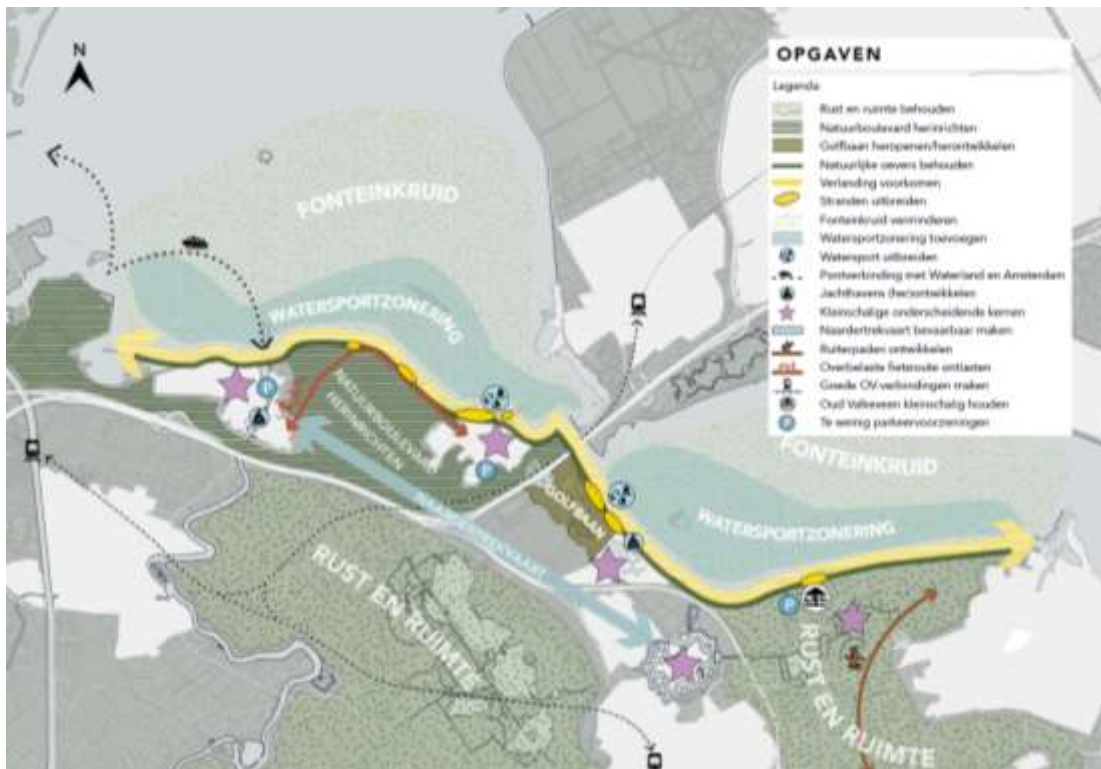 N
OPGAVEN
Legenda
Rust en ruimte behouden
Natuurboulevard herinrichten
Golfbaan heropenen/herontwikkelen
Natuurlijke oevers behouden
Verlanding voorkomen
Stranden uitbreiden
Fonteinkruid verminderen
Watersportzonering toevoegen
Watersport uitbreiden
Pontverbinding met Waterland en Amsterdam
Jachthavens (her)ontwikkelen
Kleinschalige onderscheidende kernen
Naardertrekvaart bevaarbaar maken
Ruiterpaden ontwikkelen
Overbelaste fietsroute ontlasten
Goede OV-verbindingen maken
Oud Valkeveen kleinschalig houden
P
Te weinig parkeervoorzieningen
FONTEINKRUID
WATERSPORTZONERING
NATUURBOULEVARD
HERINRICHTEN
P
P
GOLFBAAN
FONTEINKRUID
WATERSPORTZONERING
NAARDERTREKVAART
RUST EN RUIMTE
P
RUST EN RUIMTE